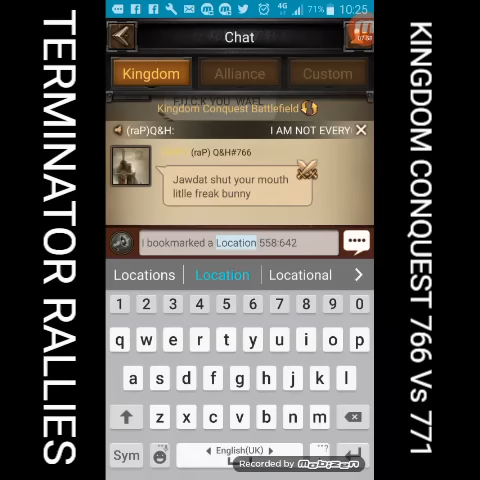 TERMINATOR RALLIES
KINGDOM CONQUEST 766 Vs 771
4G
71%
10:25
Chat
Kingdom
Alliance
Custom
Kingdom Conquest Battlefield
(raP)Q&H:
I AM NOT EVERY
(raP) Q&H#766
Jawdat shut your mouth
litlle freak bunny
I bookmarked a Location 558:642
Locations
Location
Locational
1 2 3 4 5 6 7 8 9 0
q w e r t y u i o p
a s d f g h j k l
z x c v b n m
Sym
English(UK)
Recorded by mobizen